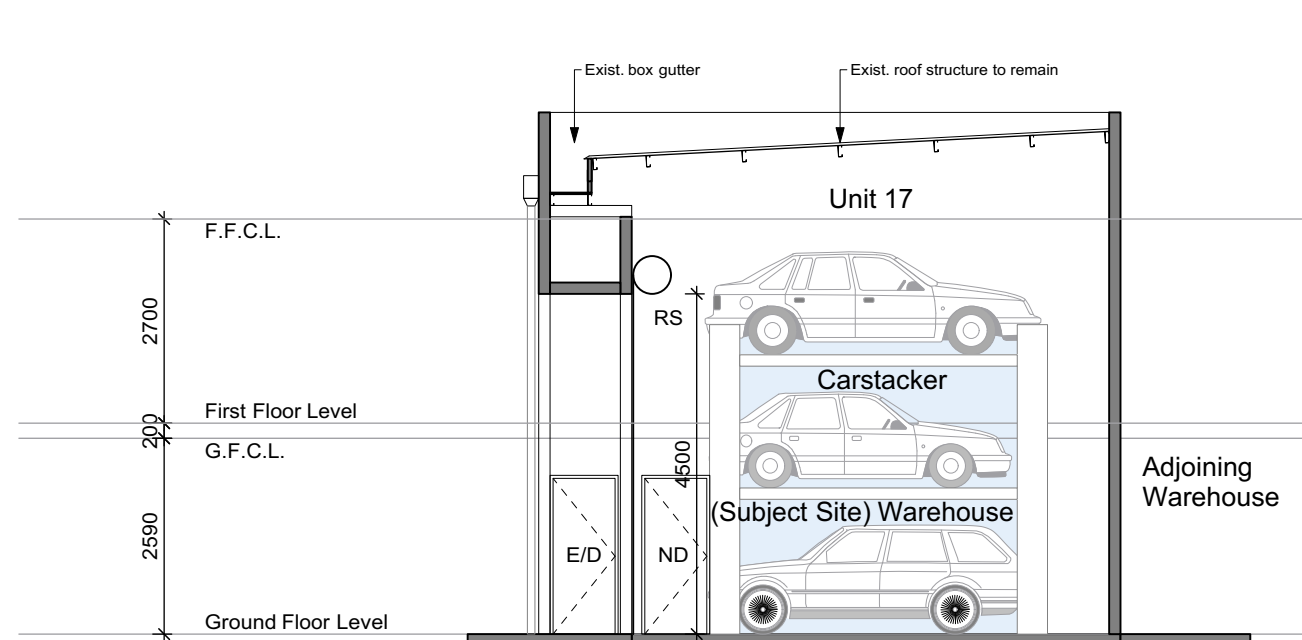 Exist. box gutter
Exist. roof structure to remain
Unit 17
F.F.C.L.
2700
RS
Carstacker
First Floor Level
200
G.F.C.L.
4500
Adjoining
Warehouse
(Subject Site) Warehouse
2590
E/D
ND
Ground Floor Level